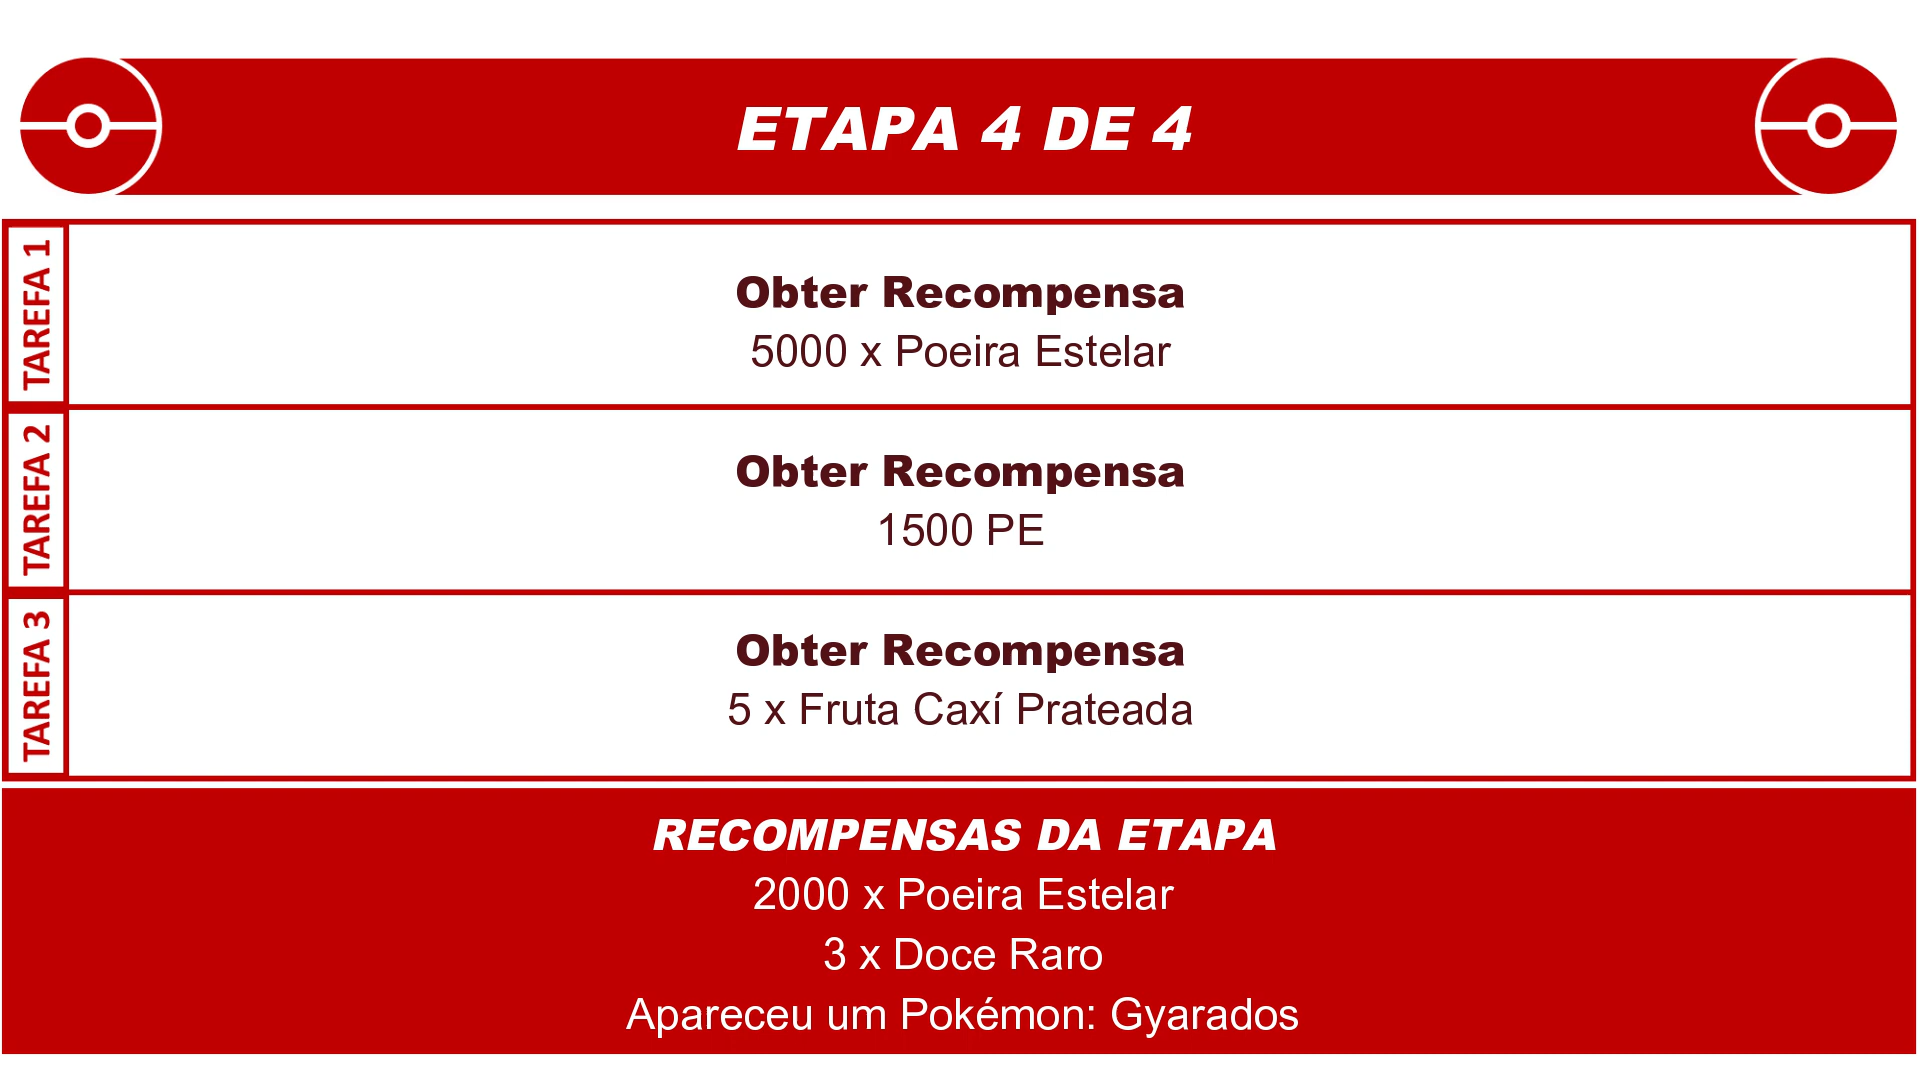 ETAPA 4 DE 4
TAREFA 1
Obter Recompensa
5000 x Poeira Estelar
TAREFA 2
Obter Recompensa
1500 PE
TAREFA 3
Obter Recompensa
5 x Fruta Caxí Prateada
RECOMPENSAS DA ETAPA
2000 x Poeira Estelar
3 x Doce Raro
Apareceu um Pokémon: Gyarados